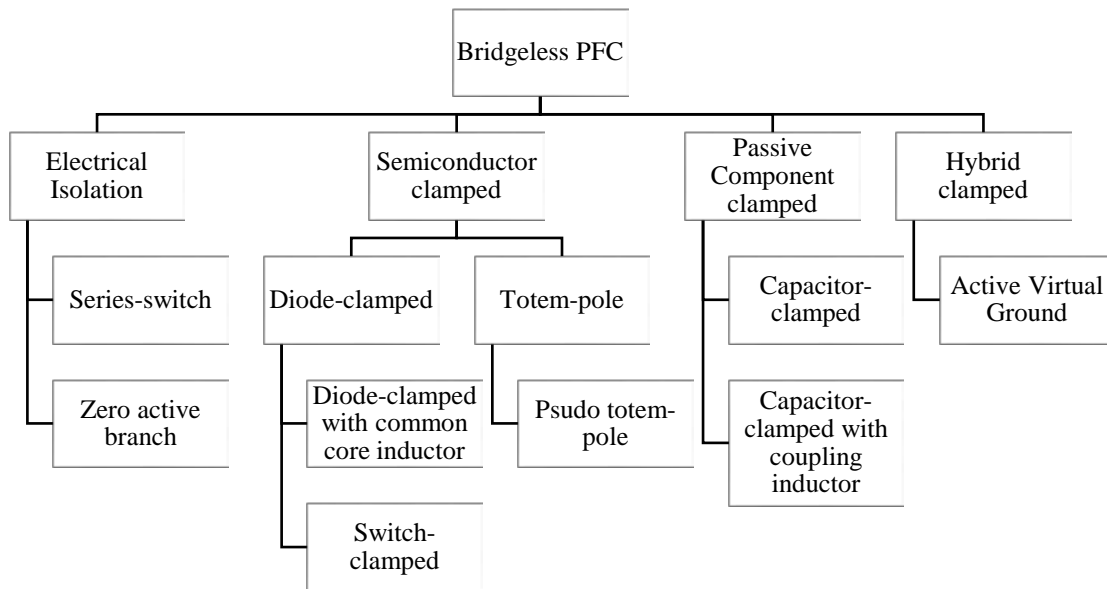 Bridgeless PFC
Electrical
Isolation
Semiconductor
clamped
Passive
Component
clamped
Hybrid
clamped
Series-switch
Diode-clamped
Totem-pole
Capacitor-
clamped
Active Virtual
Ground
Zero active
branch
Diode-clamped
with common
core inductor
Psudo totem-
pole
Capacitor-
clamped with
coupling
inductor
Switch-
clamped